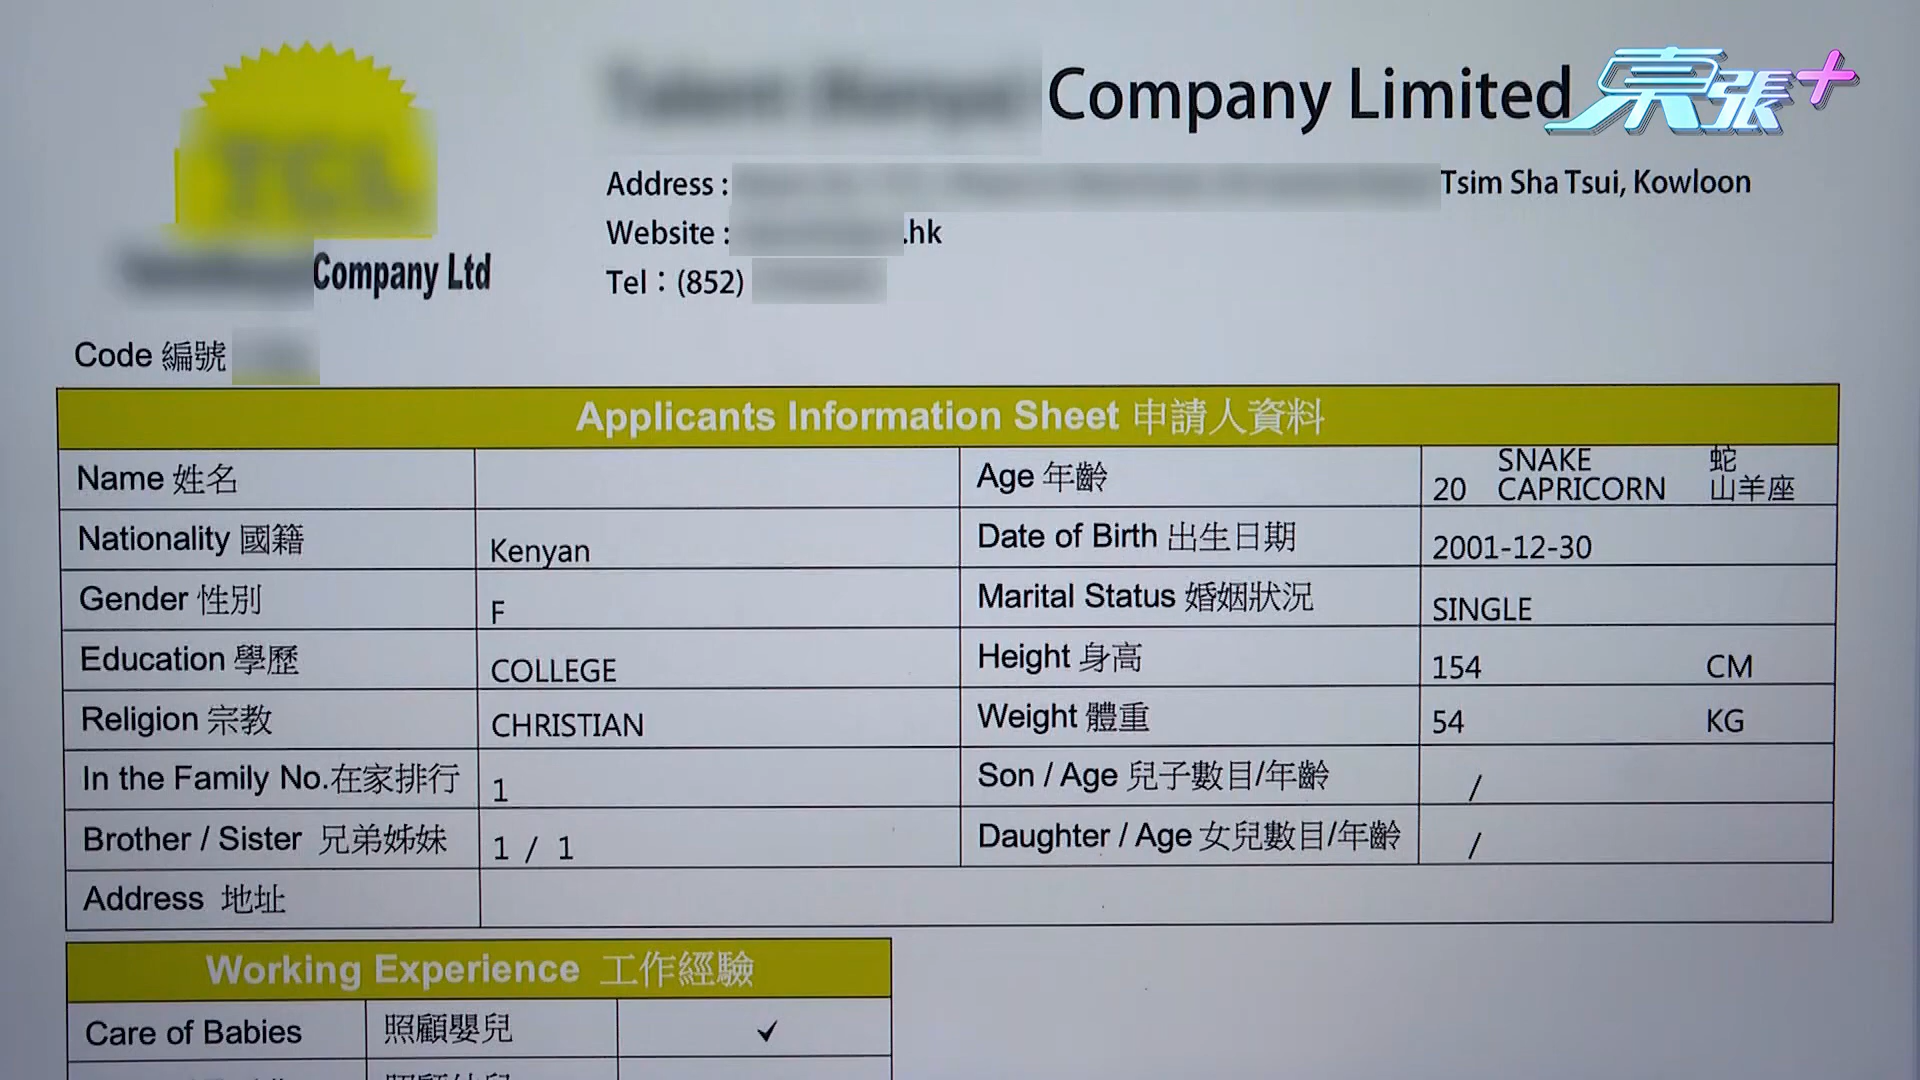 Company Limited
東張+
Address : Tsim Sha Tsui, Kowloon
Website : .hk
Tel：(852)
Company Ltd
Code 編號
Applicants Information Sheet 申請人資料
Name 姓名 Age 年齡 20 SNAKE CAPRICORN 蛇 山羊座
Nationality 國籍 Kenyan Date of Birth 出生日期 2001-12-30
Gender 性別 F Marital Status 婚姻狀況 SINGLE
Education 學歷 COLLEGE Height 身高 154 CM
Religion 宗教 CHRISTIAN Weight 體重 54 KG
In the Family No.在家排行 1 Son / Age 兒子數目/年齡 /
Brother / Sister 兄弟姊妹 1 / 1 Daughter / Age 女兒數目/年齡 /
Address 地址
Working Experience 工作經驗
Care of Babies 照顧嬰兒 ✓